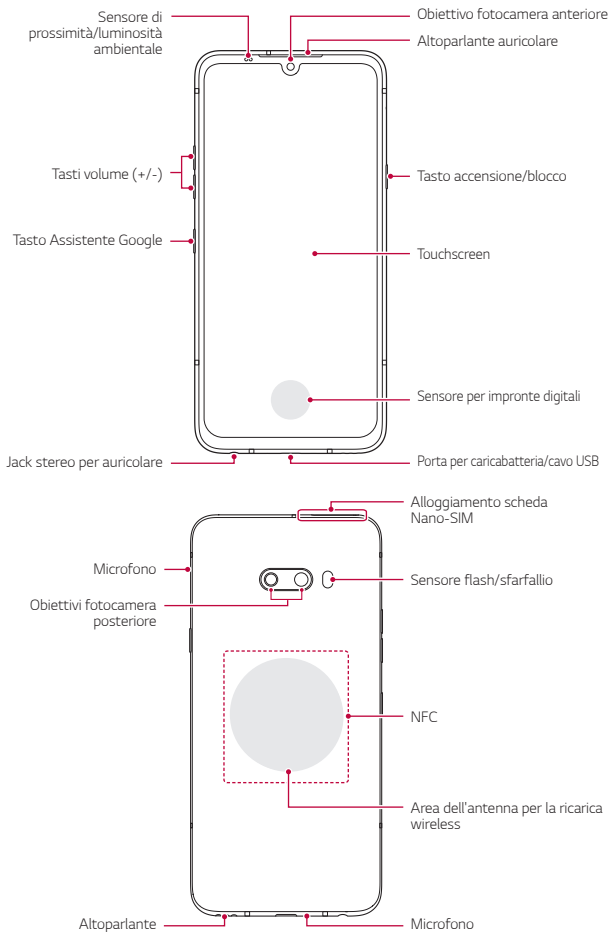 Sensore di
prossimità/luminosità
ambientale
Obiettivo fotocamera anteriore
Altoparlante auricolare
Tasti volume (+/-)
Tasto accensione/blocco
Tasto Assistente Google
Touchscreen
Sensore per impronte digitali
Jack stereo per auricolare
Porta per caricabatteria/cavo USB
Alloggiamento scheda
Nano-SIM
Microfono
Sensore flash/sfarfallio
Obiettivi fotocamera
posteriore
NFC
Area dell'antenna per la ricarica
wireless
Altoparlante
Microfono